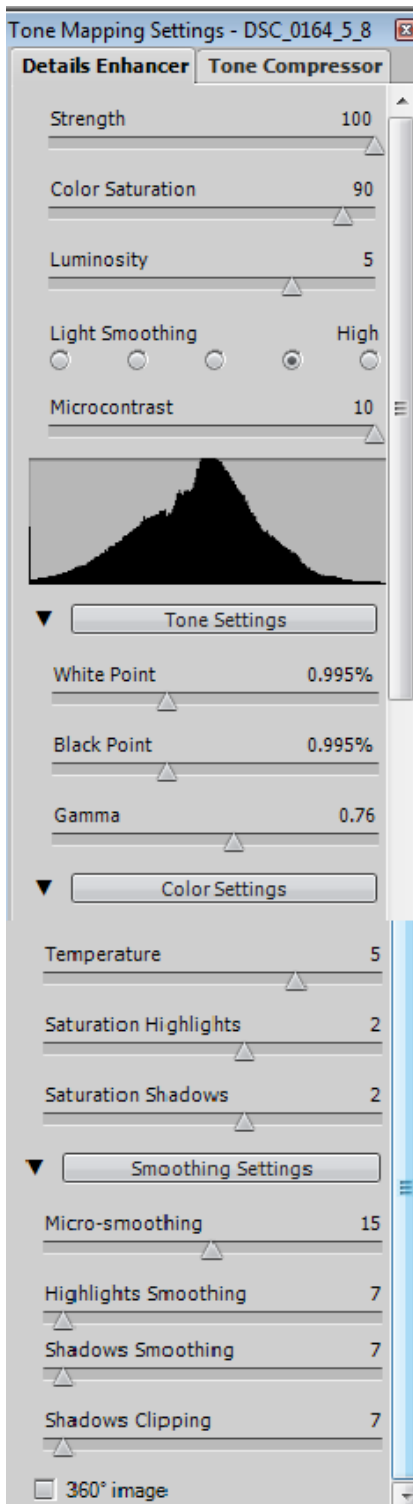 Tone Mapping Settings - DSC_0164_5_8
Details Enhancer Tone Compressor
Strength 100
Color Saturation 90
Luminosity 5
Light Smoothing High
Microcontrast 10
Tone Settings
White Point 0.995%
Black Point 0.995%
Gamma 0.76
Color Settings
Temperature 5
Saturation Highlights 2
Saturation Shadows 2
Smoothing Settings
Micro-smoothing 15
Highlights Smoothing 7
Shadows Smoothing 7
Shadows Clipping 7
360° image